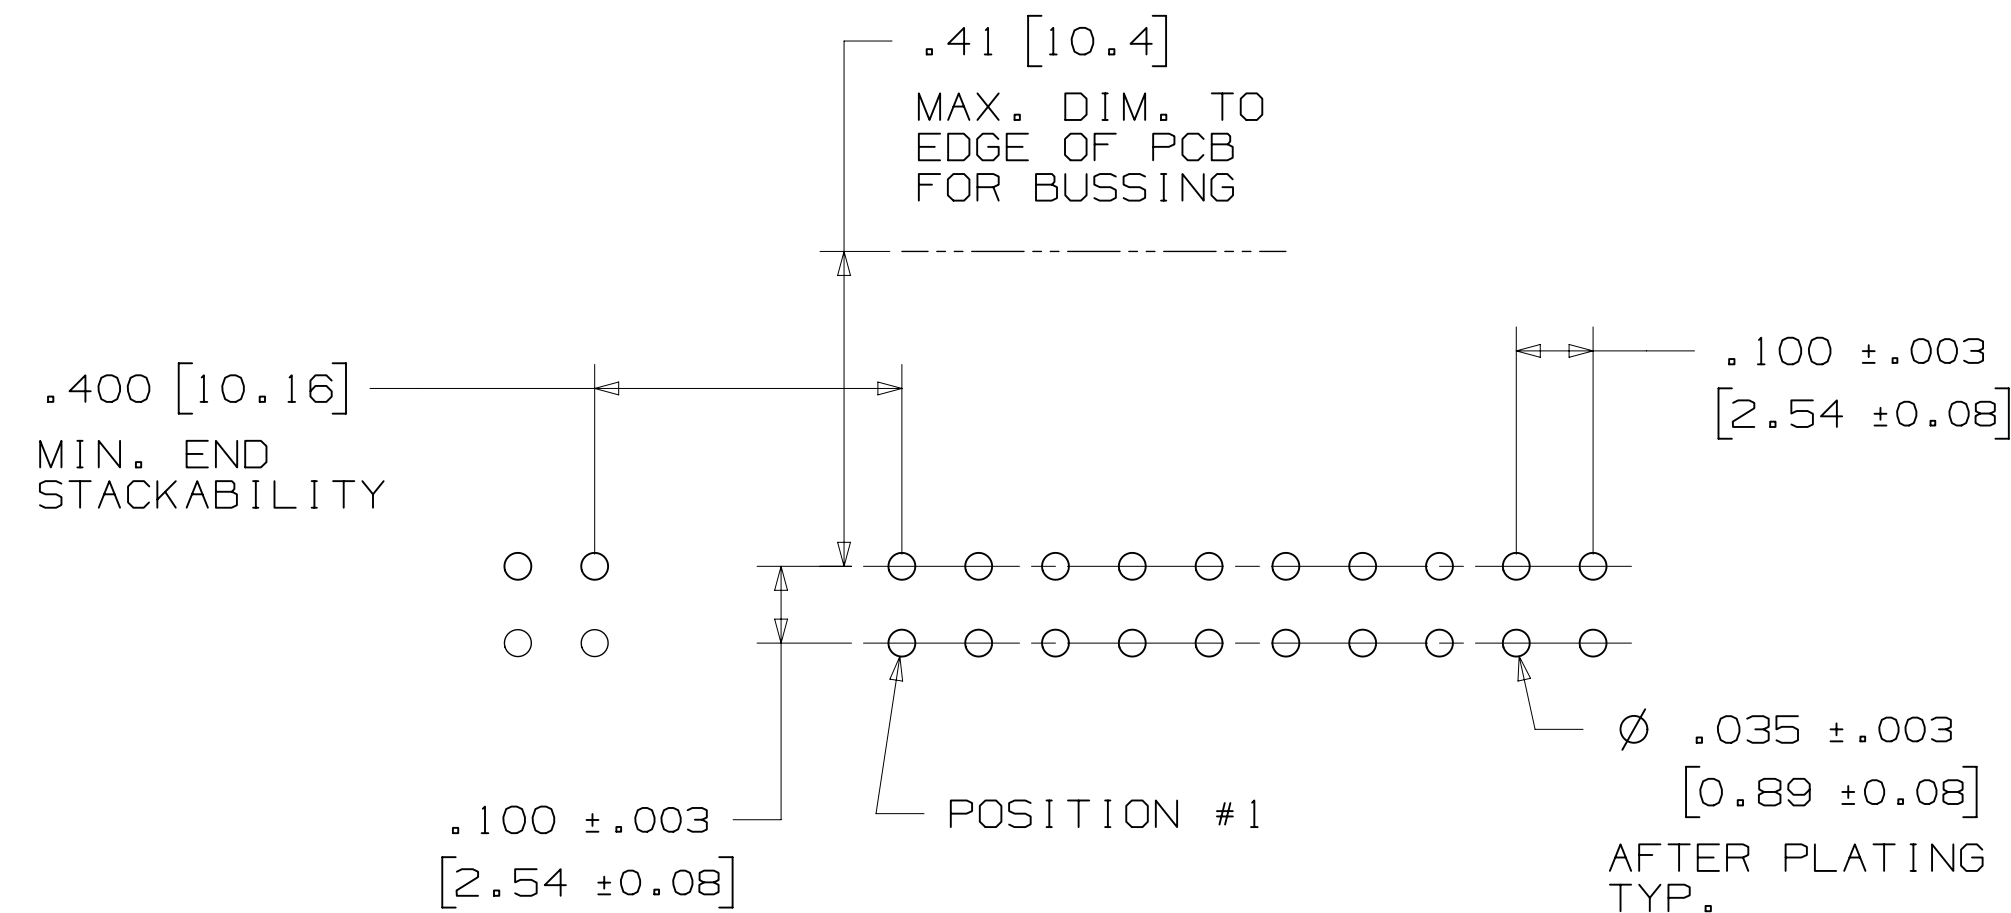 .41 [10.4]
MAX. DIM. TO
EDGE OF PCB
FOR BUSSING
.400 [10.16]
MIN. END
STACKABILITY
.100 ±.003
[2.54 ±0.08]
Ø .035 ±.003
[0.89 ±0.08]
AFTER PLATING
TYP.
POSITION #1
.100 ±.003
[2.54 ±0.08]